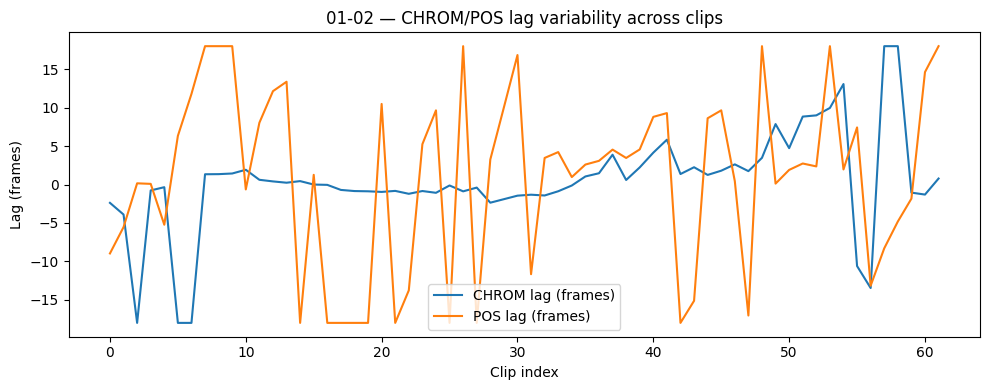 01-02 — CHROM/POS lag variability across clips
Lag (frames)
15
10
5
0
−5
−10
−15
CHROM lag (frames)
POS lag (frames)
0 10 20 30 40 50 60
Clip index